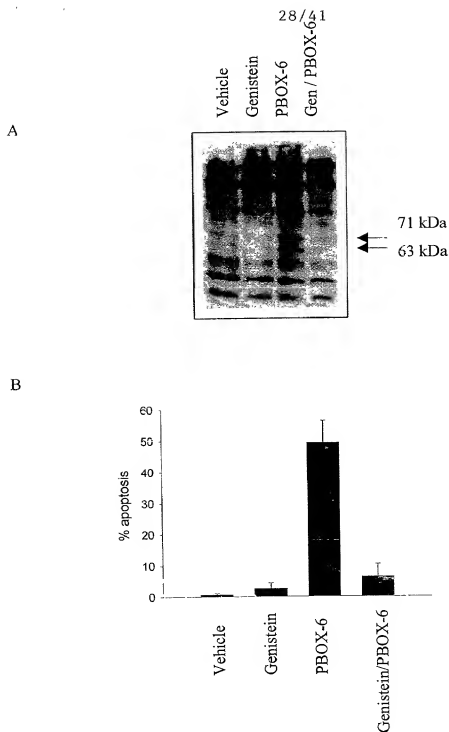 28/41
Vehicle
Genistein
PBOX-6
Gen / PBOX-6
A
71 kDa
63 kDa
B
% apoptosis
60
50
40
30
20
10
0
Vehicle
Genistein
PBOX-6
Genistein/PBOX-6